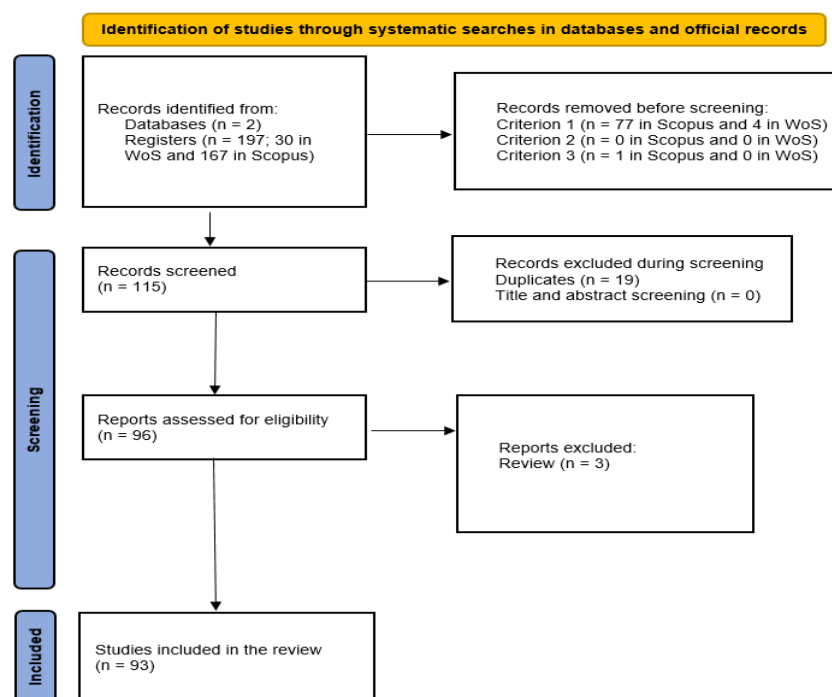 Identification of studies through systematic searches in databases and official records
Identification
Records identified from:
Databases (n = 2)
Registers (n = 197; 30 in
WoS and 167 in Scopus)
Records removed before screening:
Criterion 1 (n = 77 in Scopus and 4 in WoS)
Criterion 2 (n = 0 in Scopus and 0 in WoS)
Criterion 3 (n = 1 in Scopus and 0 in WoS)
Screening
Records screened
(n = 115)
Records excluded during screening
Duplicates (n = 19)
Title and abstract screening (n = 0)
Reports assessed for eligibility
(n = 96)
Reports excluded:
Review (n = 3)
Included
Studies included in the review
(n = 93)